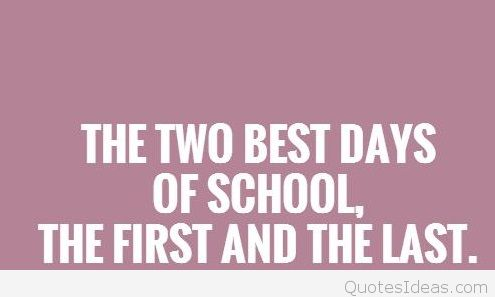 THE TWO BEST DAYS
OF SCHOOL,
THE FIRST AND THE LAST.
QuotesIdeas.com